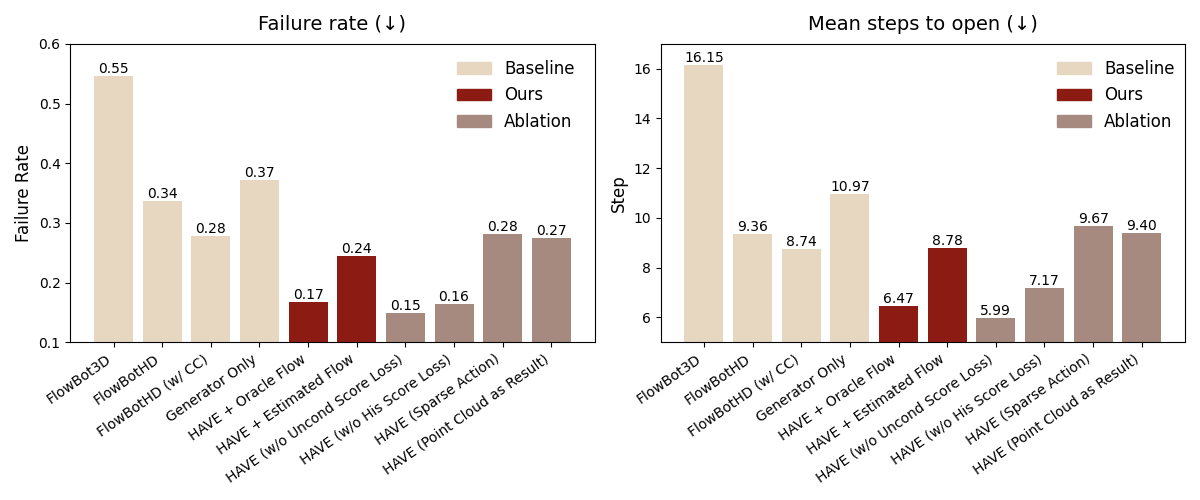 Failure rate (↓)
Failure Rate
0.6
0.5
0.4
0.3
0.2
0.1
0.55
0.34
0.28
0.37
0.17
0.24
0.15
0.16
0.28
0.27
Baseline
Ours
Ablation
FlowBot3D
FlowBotHD
FlowBotHD (w/ CC)
Generator Only
HAVE + Oracle Flow
HAVE + Estimated Flow
HAVE (w/o Uncond Score Loss)
HAVE (w/o His Score Loss)
HAVE (Sparse Action)
HAVE (Point Cloud as Result)
Mean steps to open (↓)
Step
16
14
12
10
8
6
16.15
9.36
8.74
10.97
6.47
8.78
5.99
7.17
9.67
9.40
Baseline
Ours
Ablation
FlowBot3D
FlowBotHD
FlowBotHD (w/ CC)
Generator Only
HAVE + Oracle Flow
HAVE + Estimated Flow
HAVE (w/o Uncond Score Loss)
HAVE (w/o His Score Loss)
HAVE (Sparse Action)
HAVE (Point Cloud as Result)